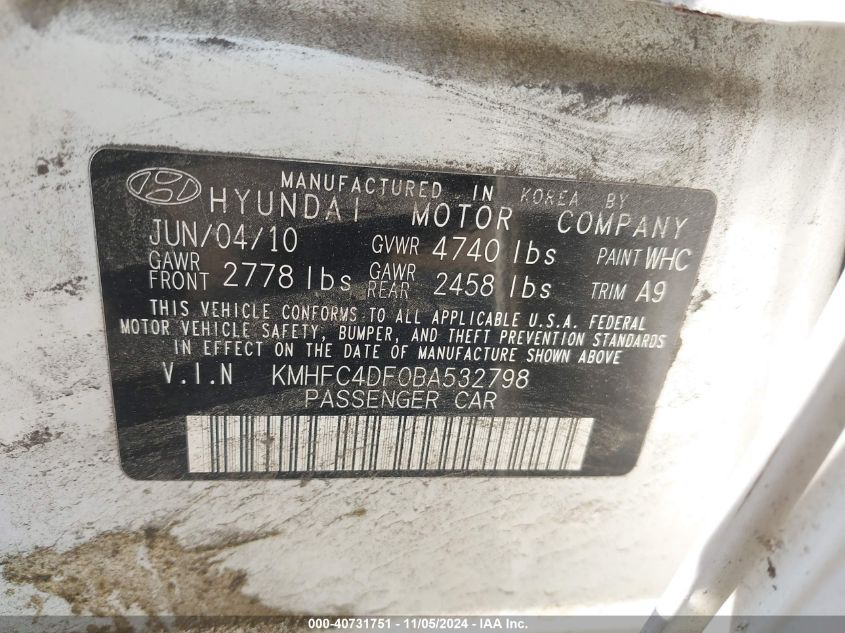 MANUFACTURED IN KOREA BY
HYUNDAI MOTOR COMPANY
JUN/04/10 GVWR 4740 lbs PAINT WHC
GAWR FRONT 2778 lbs GAWR REAR 2458 lbs TRIM A9
THIS VEHICLE CONFORMS TO ALL APPLICABLE U.S.A. FEDERAL
MOTOR VEHICLE SAFETY, BUMPER, AND THEFT PREVENTION STANDARDS
IN EFFECT ON THE DATE OF MANUFACTURE SHOWN ABOVE
V.I.N KMHFC4DF0BA532798
PASSENGER CAR
000-40731751 - 11/05/2024 - IAA Inc.